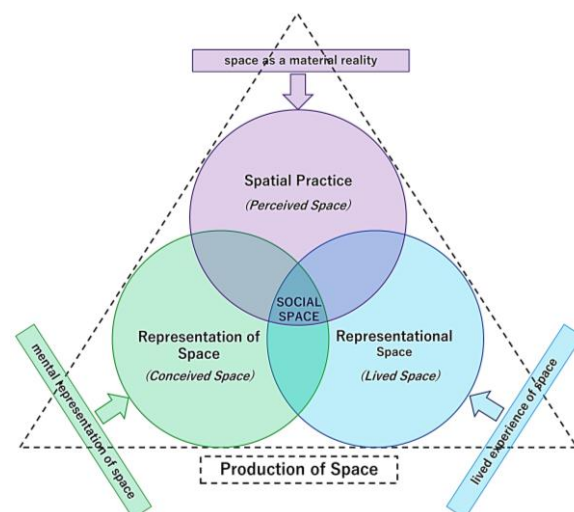 space as a material reality
Spatial Practice
(Perceived Space)
SOCIAL
SPACE
Representation of
Space
(Conceived Space)
Representational
Space
(Lived Space)
mental representation of space
lived experience of space
Production of Space